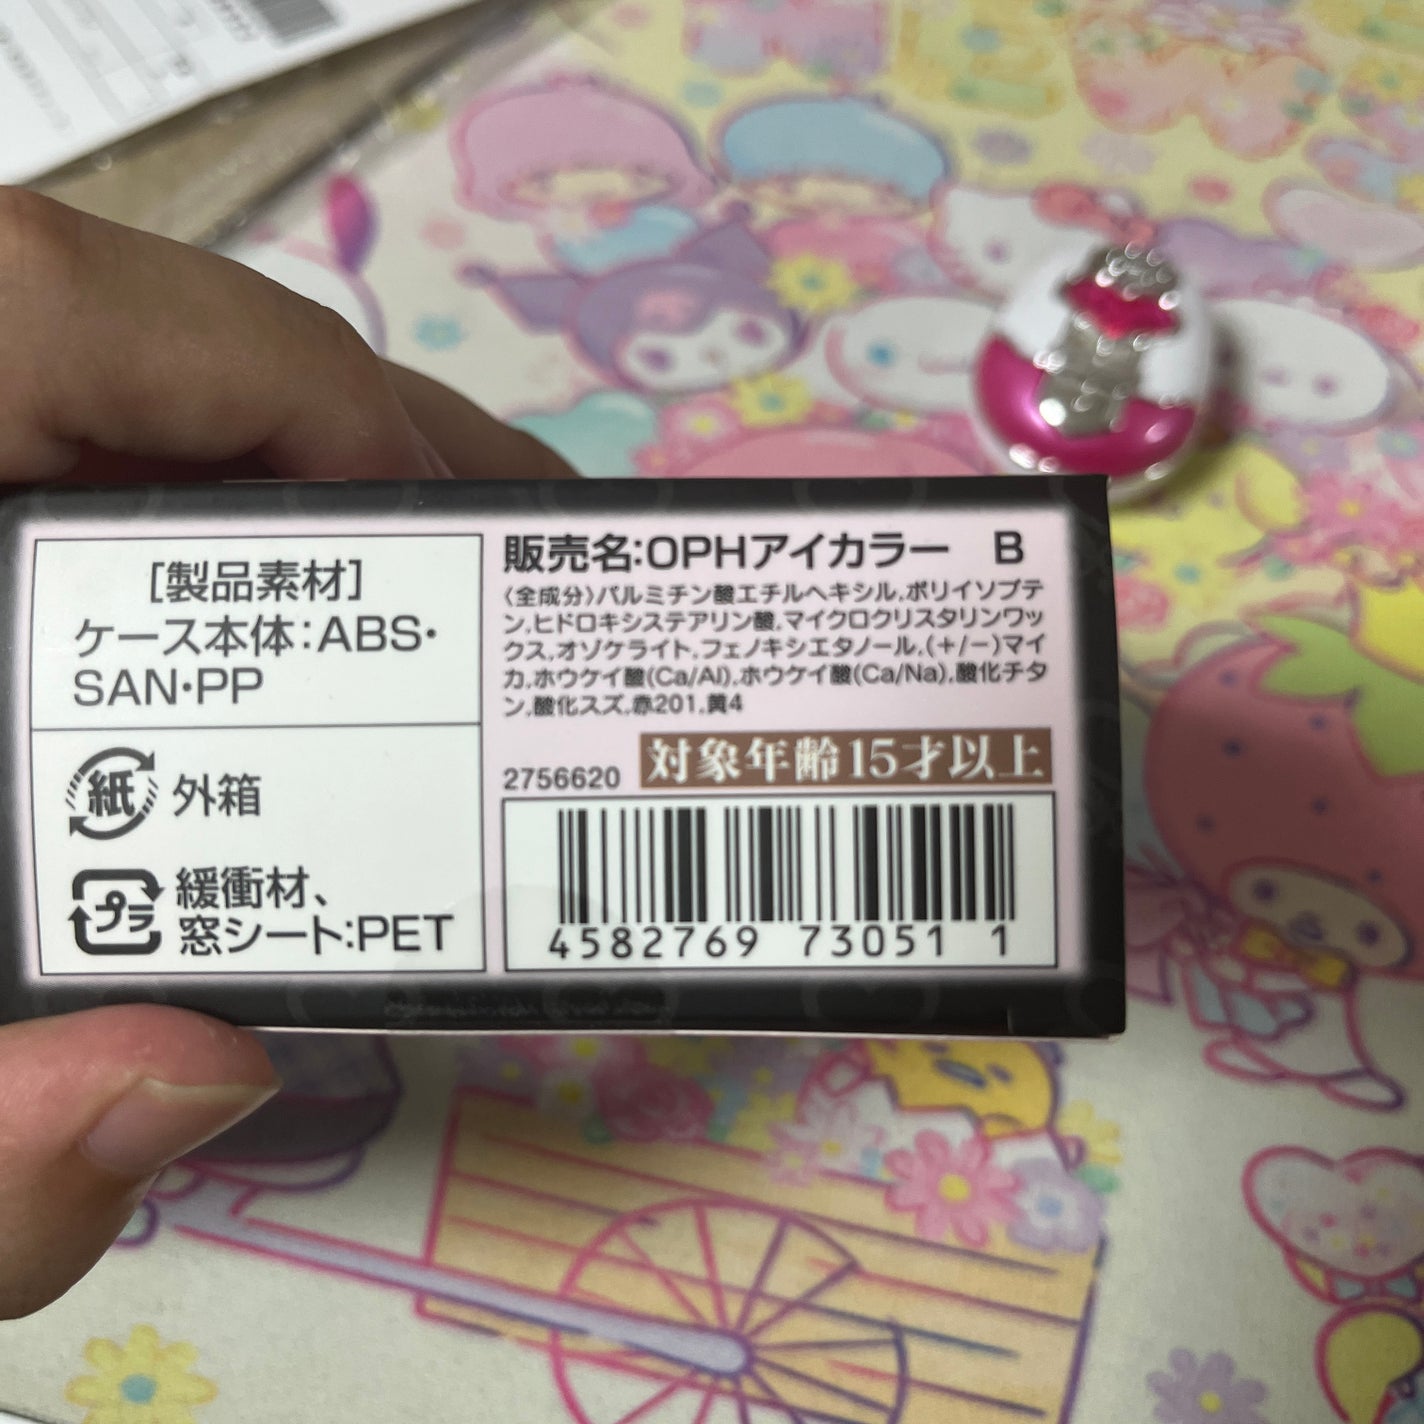 [製品素材]
ケース本体:ABS・
SAN・PP
紙 外箱
プラ 緩衝材、
窓シート:PET
販売名:OPHアイカラー B
〈全成分〉パルミチン酸エチルヘキシル,ポリイソブテ
ン,ヒドロキシステアリン酸,マイクロクリスタリンワッ
クス,オゾケライト,フェノキシエタノール,(+/−)マイ
カ,ホウケイ酸(Ca/Al),ホウケイ酸(Ca/Na),酸化チタ
ン,酸化スズ,赤201,黄4
2756620
対象年齢15才以上
4582769 73051 1